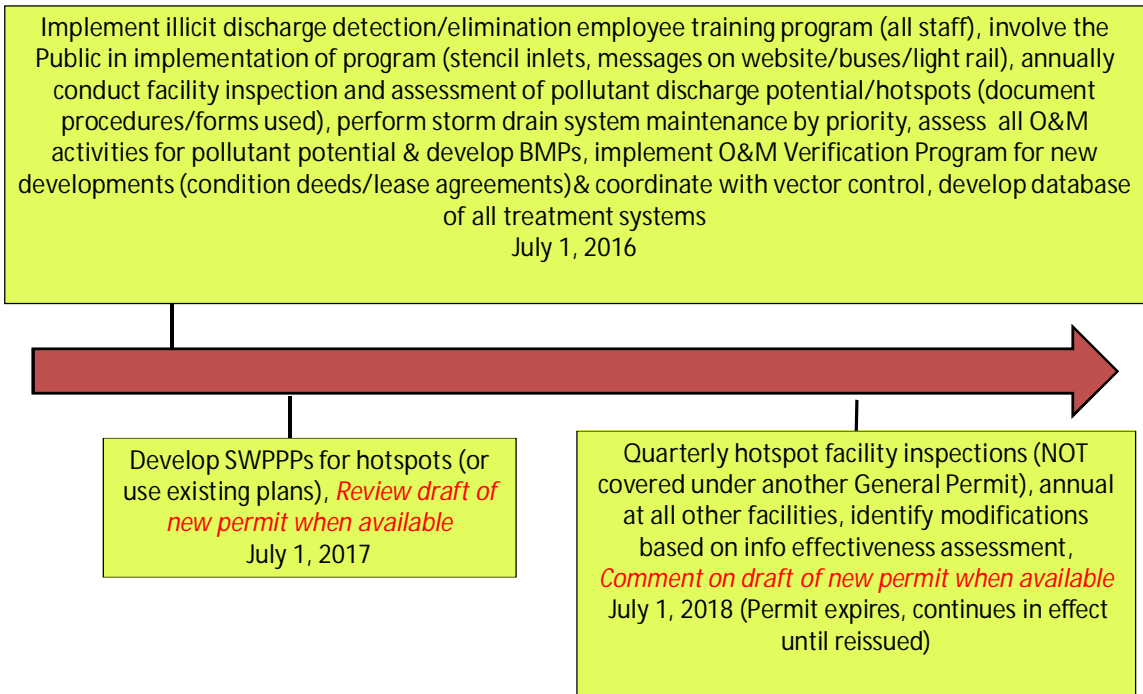 Implement illicit discharge detection/elimination employee training program (all staff), involve the
Public in implementation of program (stencil inlets, messages on website/buses/light rail), annually
conduct facility inspection and assessment of pollutant discharge potential/hotspots (document
procedures/forms used), perform storm drain system maintenance by priority, assess all O&M
activities for pollutant potential & develop BMPs, implement O&M Verification Program for new
developments (condition deeds/lease agreements)& coordinate with vector control, develop database
of all treatment systems
July 1, 2016
Develop SWPPPs for hotspots (or
use existing plans), Review draft of
new permit when available
July 1, 2017
Quarterly hotspot facility inspections (NOT
covered under another General Permit), annual
at all other facilities, identify modifications
based on info effectiveness assessment,
Comment on draft of new permit when available
July 1, 2018 (Permit expires, continues in effect
until reissued)